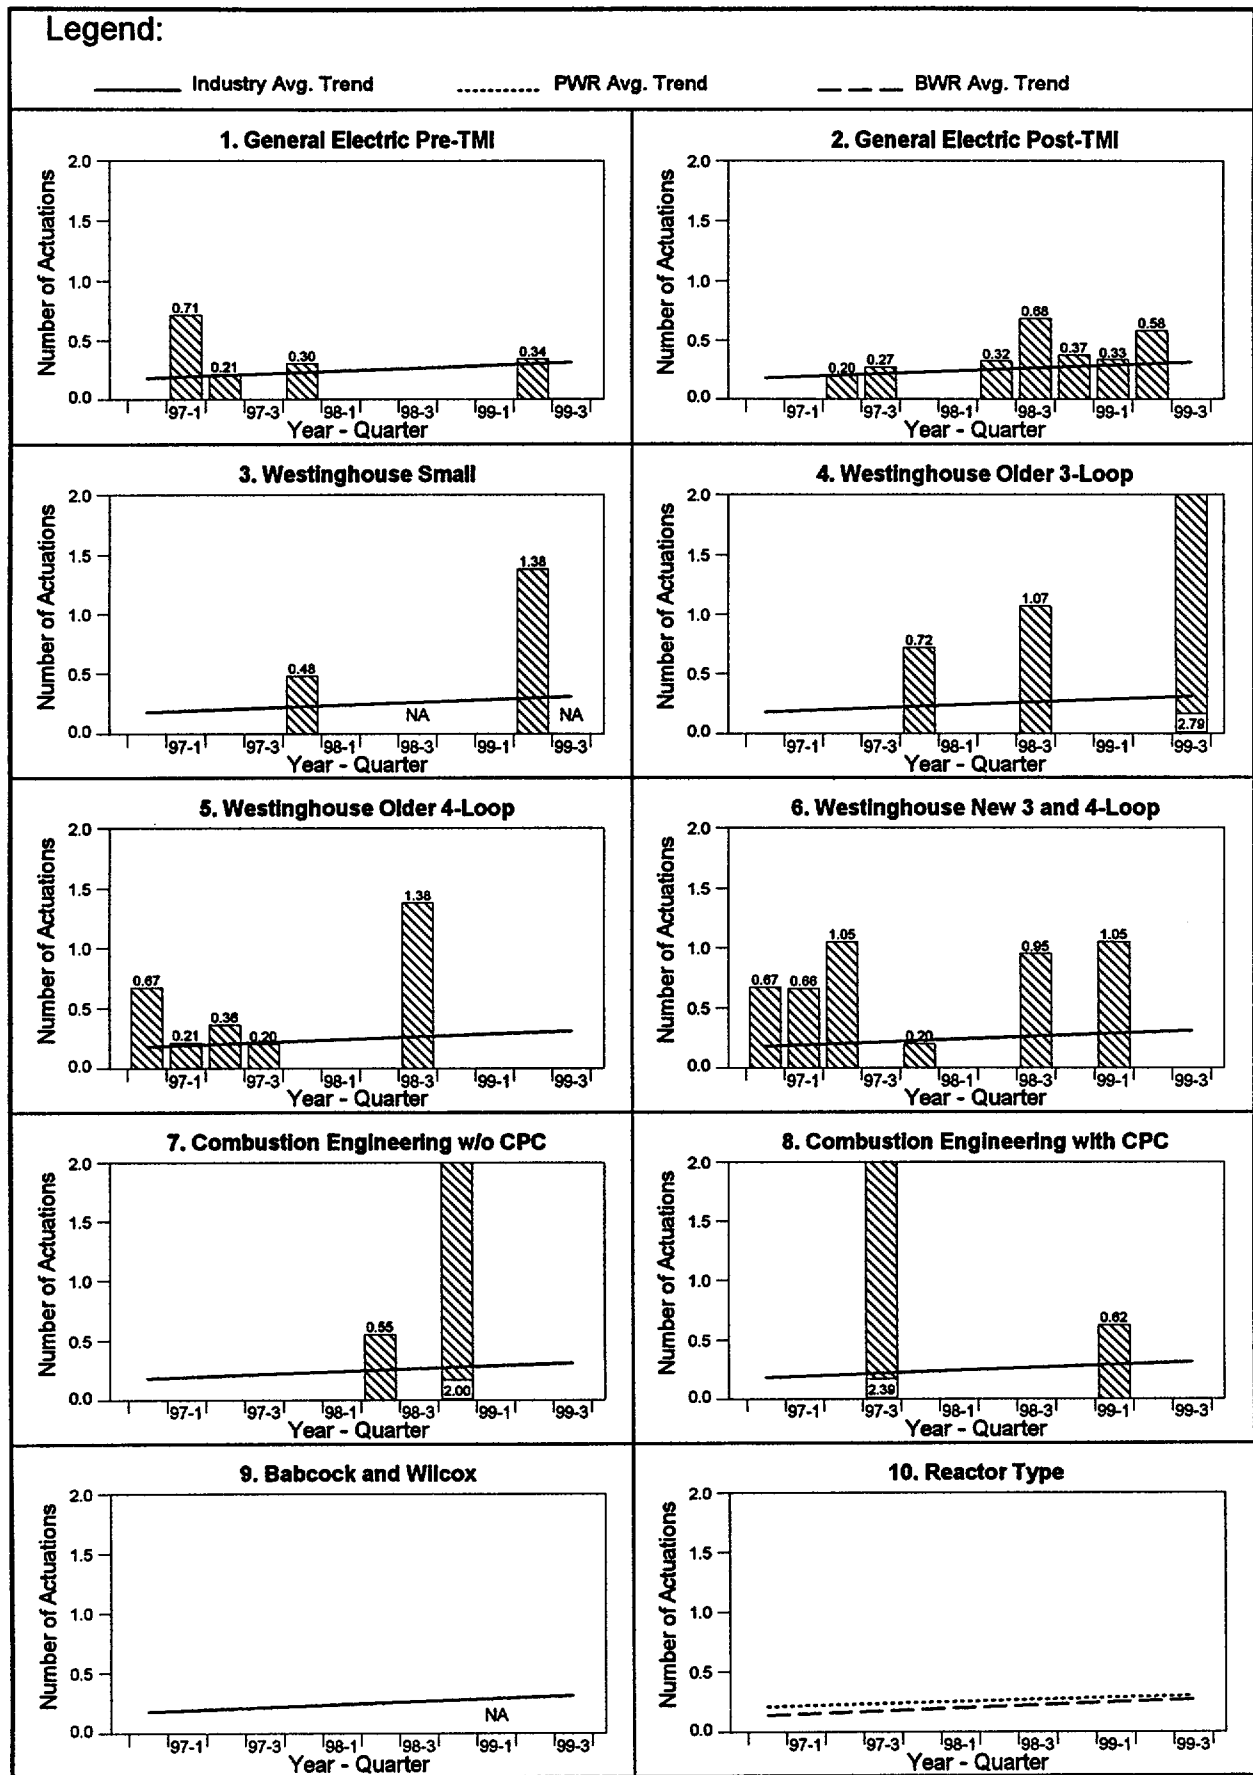 Legend:
Industry Avg. Trend PWR Avg. Trend BWR Avg. Trend
1. General Electric Pre-TMI
Number of Actuations
2.0
1.5
1.0
0.5
0.0
0.71
0.21
0.30
0.34
97-1 97-3 98-1 98-3 99-1 99-3
Year - Quarter
2. General Electric Post-TMI
Number of Actuations
2.0
1.5
1.0
0.5
0.0
0.20
0.27
0.32
0.68
0.37
0.33
0.58
97-1 97-3 98-1 98-3 99-1 99-3
Year - Quarter
3. Westinghouse Small
Number of Actuations
2.0
1.5
1.0
0.5
0.0
0.48
NA
1.38
NA
97-1 97-3 98-1 98-3 99-1 99-3
Year - Quarter
4. Westinghouse Older 3-Loop
Number of Actuations
2.0
1.5
1.0
0.5
0.0
0.72
1.07
2.79
97-1 97-3 98-1 98-3 99-1 99-3
Year - Quarter
5. Westinghouse Older 4-Loop
Number of Actuations
2.0
1.5
1.0
0.5
0.0
0.67
0.21
0.36
0.20
1.38
97-1 97-3 98-1 98-3 99-1 99-3
Year - Quarter
6. Westinghouse New 3 and 4-Loop
Number of Actuations
2.0
1.5
1.0
0.5
0.0
0.67
0.66
1.05
0.20
0.95
1.05
97-1 97-3 98-1 98-3 99-1 99-3
Year - Quarter
7. Combustion Engineering w/o CPC
Number of Actuations
2.0
1.5
1.0
0.5
0.0
0.55
2.00
97-1 97-3 98-1 98-3 99-1 99-3
Year - Quarter
8. Combustion Engineering with CPC
Number of Actuations
2.0
1.5
1.0
0.5
0.0
2.39
0.62
97-1 97-3 98-1 98-3 99-1 99-3
Year - Quarter
9. Babcock and Wilcox
Number of Actuations
2.0
1.5
1.0
0.5
0.0
NA
97-1 97-3 98-1 98-3 99-1 99-3
Year - Quarter
10. Reactor Type
Number of Actuations
2.0
1.5
1.0
0.5
0.0
97-1 97-3 98-1 98-3 99-1 99-3
Year - Quarter